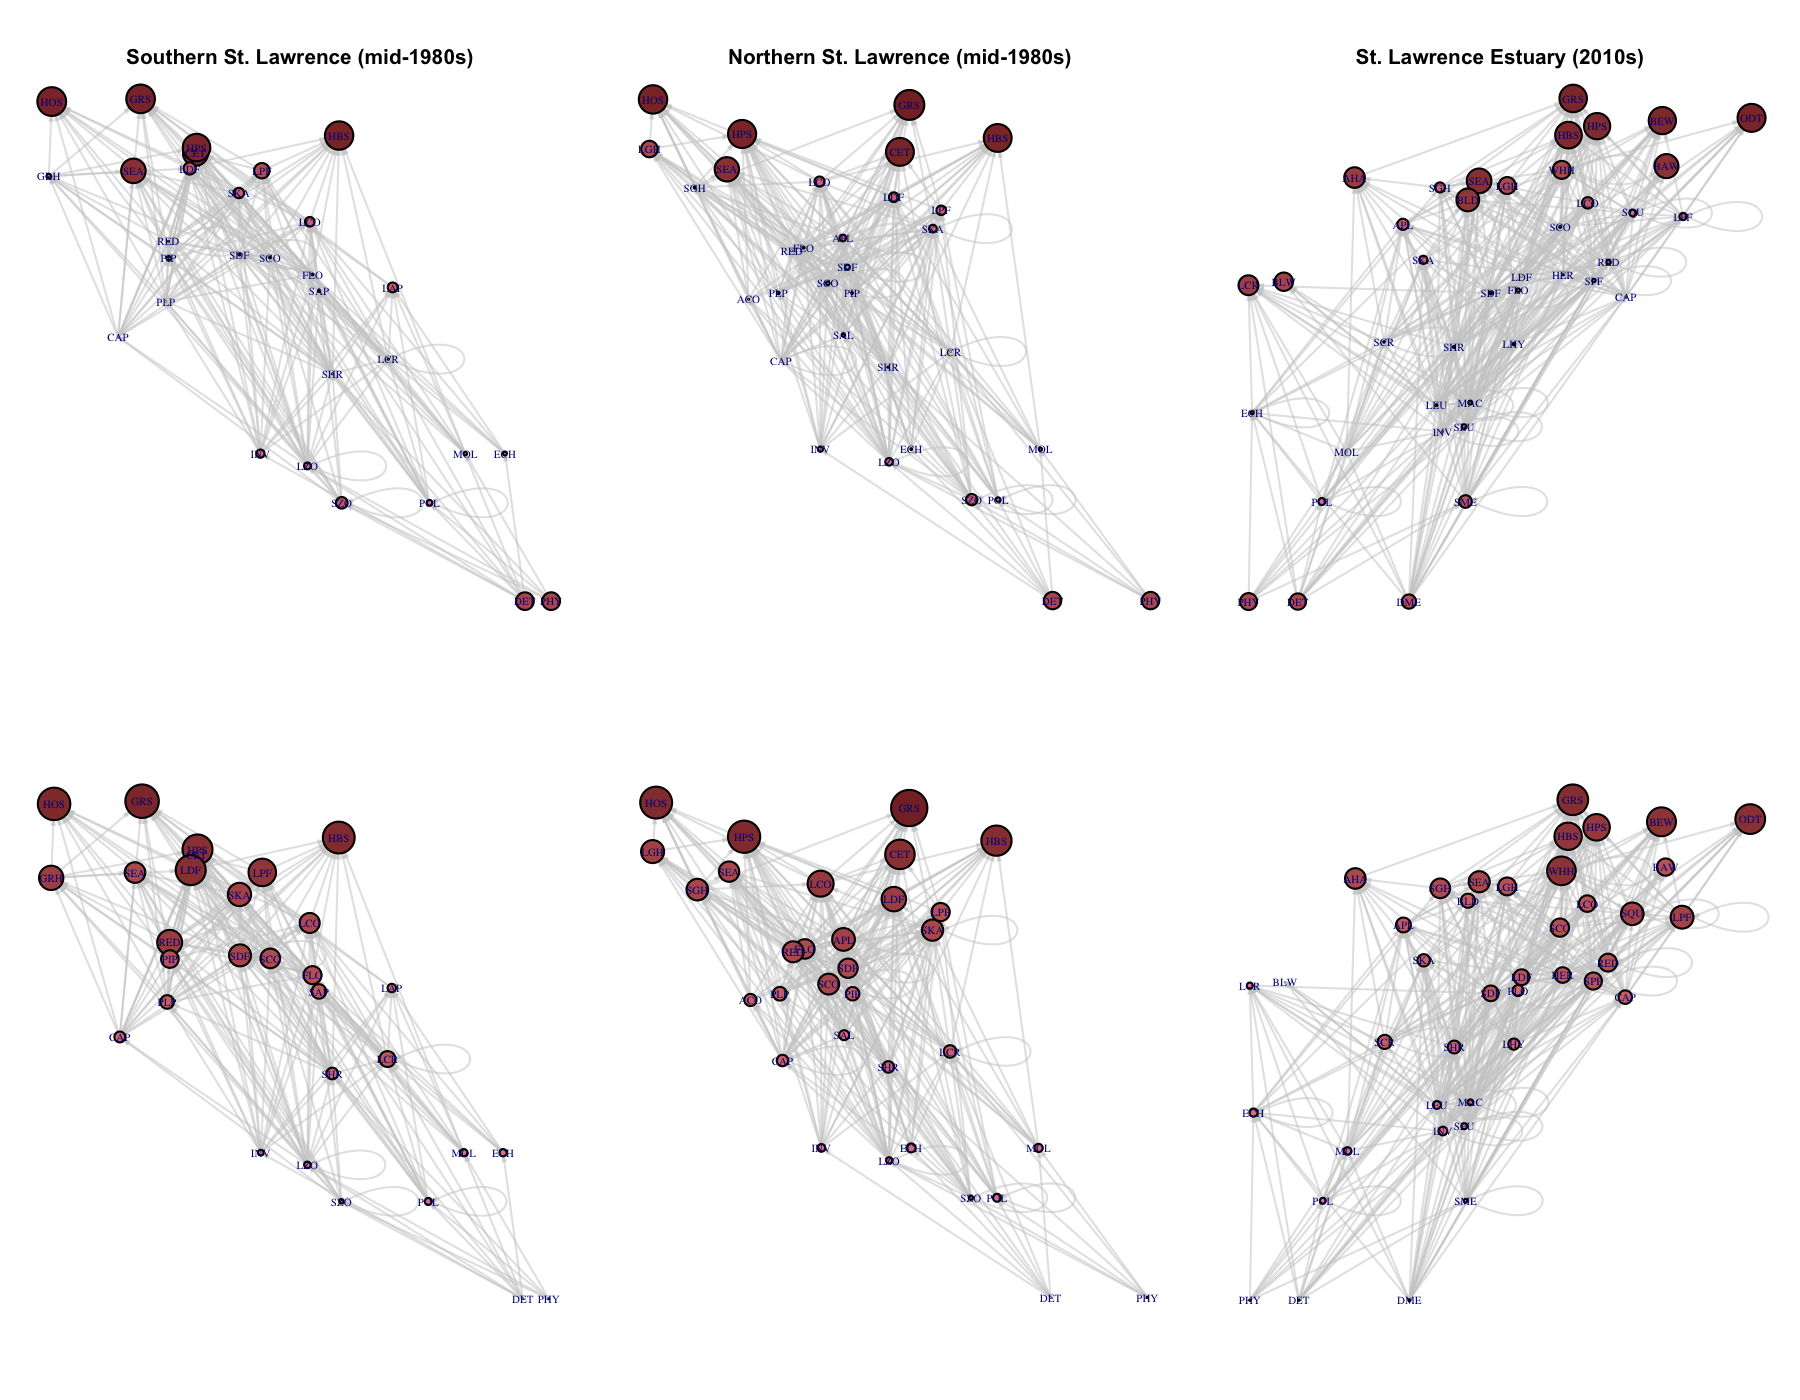 Southern St. Lawrence (mid-1980s)
HOS
GRS
HBS
HPS
CET
LDF
SEA
LPF
GRH
SKA
LCO
RED
PIP
SDF
SCO
FLO
SAP
LAP
PLP
CAP
LCR
SHR
INV
LZO
MOL
ECH
SZO
POL
DET
PHY
Northern St. Lawrence (mid-1980s)
HOS
GRS
HPS
HBS
LGH
CET
SEA
SGH
LCO
LDF
LPF
SKA
APL
RED
FLO
SDF
SCO
ACO
PLP
PIP
SAL
CAP
LCR
SHR
INV
ECH
LZO
MOL
SZO
POL
DET
PHY
St. Lawrence Estuary (2010s)
GRS
HPS
HBS
BEW
ODT
WHH
BAW
AHA
SGH
SEA
LGH
BLD
LCO
SQU
LPF
APL
SCO
SKA
RED
LCR
BLW
LDF
HER
SPF
SDF
FLO
CAP
SCR
SHR
LHY
ECH
LEU
MAC
INV
MOL
POL
SME
PHY
DET
DME
HOS
GRS
HBS
HPS
LDF
SEA
LPF
GRH
SKA
LCO
RED
PIP
SDF
SCO
FLO
SAP
LAP
PLP
CAP
LCR
SHR
INV
LZO
MOL
ECH
SZO
POL
DET
PHY
HOS
GRS
HPS
HBS
LGH
CET
SEA
SGH
LCO
LDF
LPF
SKA
APL
RED
FLO
SDF
SCO
ACO
PLP
PIP
SAL
CAP
LCR
SHR
INV
ECH
LZO
MOL
SZO
POL
DET
PHY
GRS
HPS
HBS
BEW
ODT
WHH
BAW
AHA
SGH
SEA
LGH
BLD
LCO
SQU
LPF
APL
SCO
SKA
RED
LCR
BLW
LDF
HER
SPF
SDF
FLO
CAP
SCR
SHR
LHY
ECH
LEU
MAC
INV
MOL
POL
SME
PHY
DET
DME